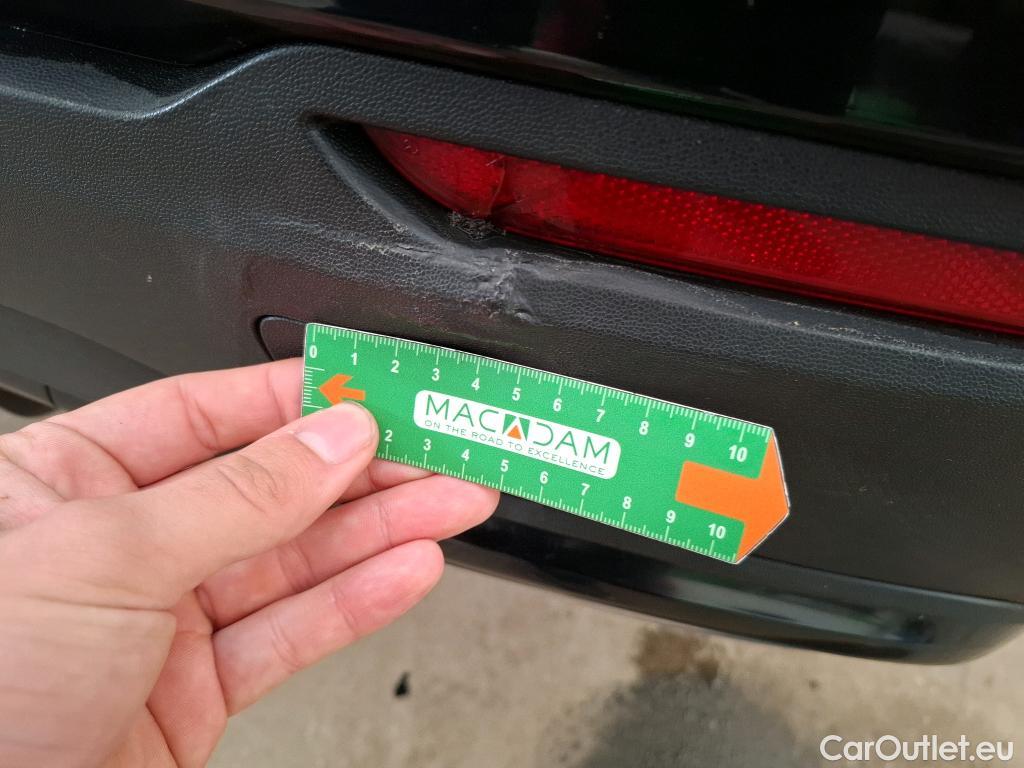 0 1 2 3 4 5 6 7 8 9 10
MACADAM
ON THE ROAD TO EXCELLENCE
2 3 4 5 6 7 8 9 10
CarOutlet.eu